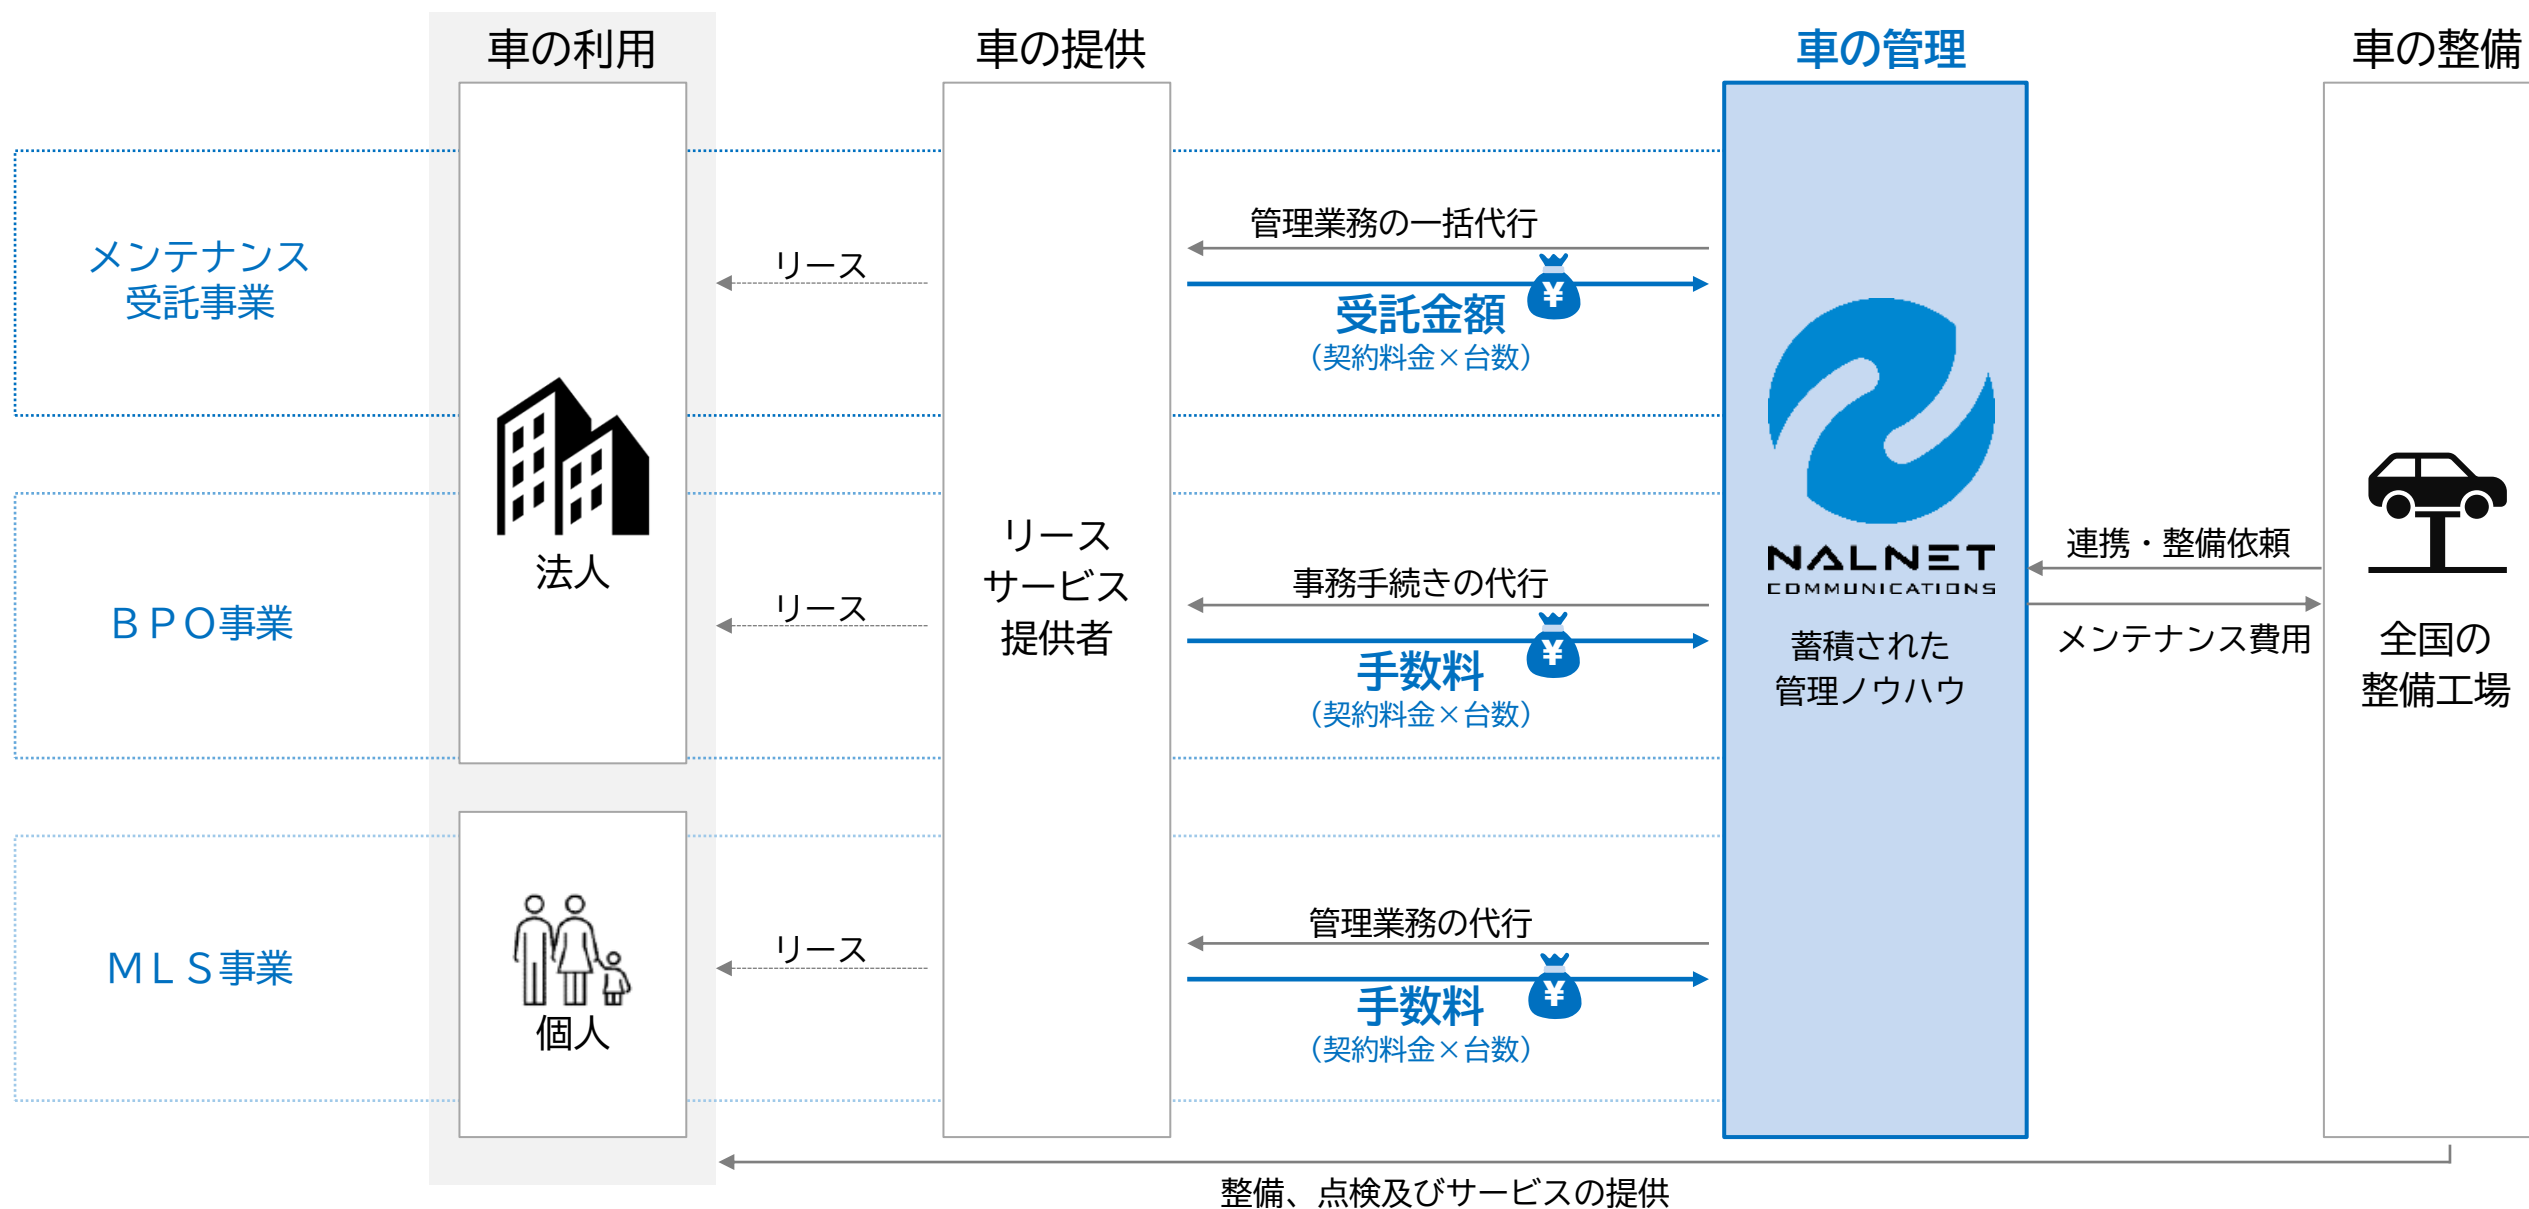 車の利用
車の提供
車の管理
車の整備
メンテナンス
受託事業
リース
管理業務の一括代行
¥
受託金額
（契約料金×台数）
法人
ＢＰＯ事業
リース
リース
サービス
提供者
事務手続きの代行
¥
手数料
（契約料金×台数）
NALNET
COMMUNICATIONS
蓄積された
管理ノウハウ
連携・整備依頼
メンテナンス費用
全国の
整備工場
ＭＬＳ事業
個人
リース
管理業務の代行
¥
手数料
（契約料金×台数）
整備、点検及びサービスの提供